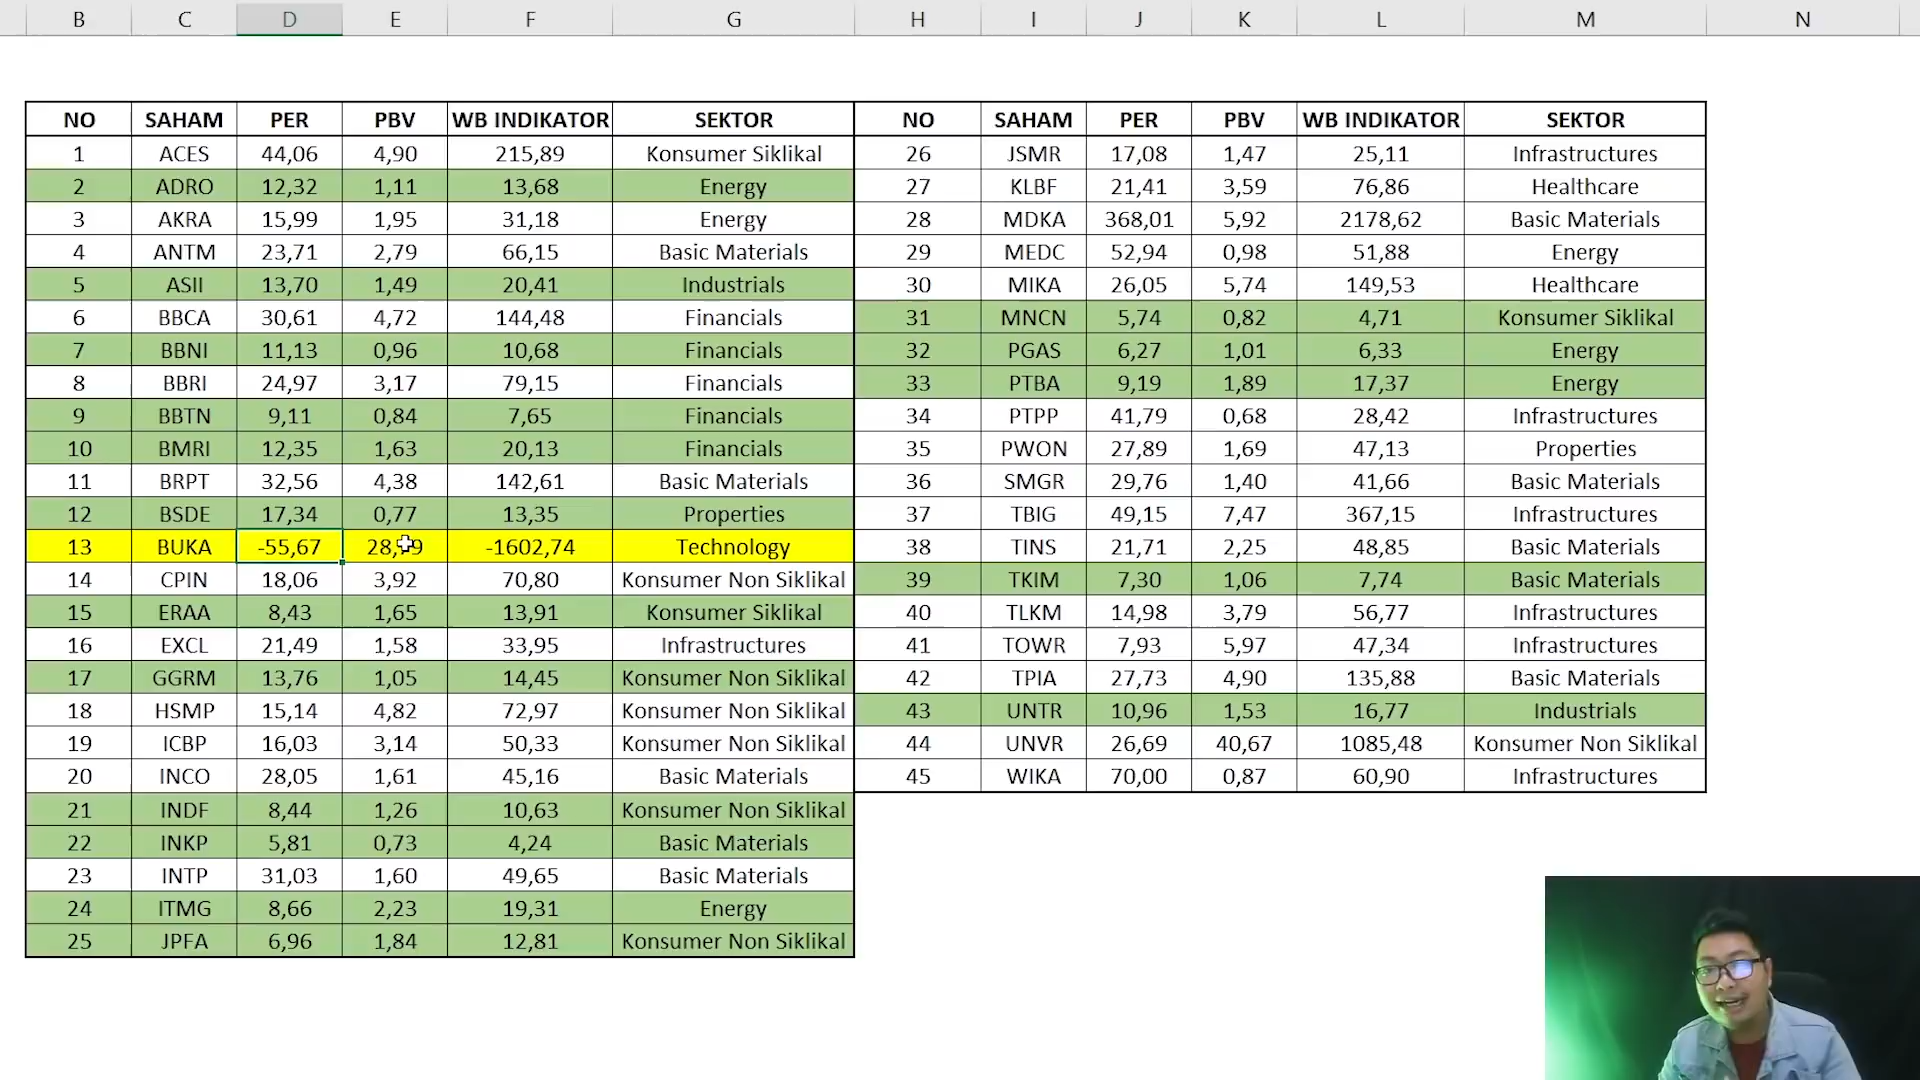 B C D E F G H I J K L M N
NO SAHAM PER PBV WB INDIKATOR SEKTOR NO SAHAM PER PBV WB INDIKATOR SEKTOR
1 ACES 44,06 4,90 215,89 Konsumer Siklikal 26 JSMR 17,08 1,47 25,11 Infrastructures
2 ADRO 12,32 1,11 13,68 Energy 27 KLBF 21,41 3,59 76,86 Healthcare
3 AKRA 15,99 1,95 31,18 Energy 28 MDKA 368,01 5,92 2178,62 Basic Materials
4 ANTM 23,71 2,79 66,15 Basic Materials 29 MEDC 52,94 0,98 51,88 Energy
5 ASII 13,70 1,49 20,41 Industrials 30 MIKA 26,05 5,74 149,53 Healthcare
6 BBCA 30,61 4,72 144,48 Financials 31 MNCN 5,74 0,82 4,71 Konsumer Siklikal
7 BBNI 11,13 0,96 10,68 Financials 32 PGAS 6,27 1,01 6,33 Energy
8 BBRI 24,97 3,17 79,15 Financials 33 PTBA 9,19 1,89 17,37 Energy
9 BBTN 9,11 0,84 7,65 Financials 34 PTPP 41,79 0,68 28,42 Infrastructures
10 BMRI 12,35 1,63 20,13 Financials 35 PWON 27,89 1,69 47,13 Properties
11 BRPT 32,56 4,38 142,61 Basic Materials 36 SMGR 29,76 1,40 41,66 Basic Materials
12 BSDE 17,34 0,77 13,35 Properties 37 TBIG 49,15 7,47 367,15 Infrastructures
13 BUKA -55,67 -1602,74 Technology 38 TINS 21,71 2,25 48,85 Basic Materials
14 CPIN 18,06 3,92 70,80 Konsumer Non Siklikal 39 TKIM 7,30 1,06 7,74 Basic Materials
15 ERAA 8,43 1,65 13,91 Konsumer Siklikal 40 TLKM 14,98 3,79 56,77 Infrastructures
16 EXCL 21,49 1,58 33,95 Infrastructures 41 TOWR 7,93 5,97 47,34 Infrastructures
17 GGRM 13,76 1,05 14,45 Konsumer Non Siklikal 42 TPIA 27,73 4,90 135,88 Basic Materials
18 HSMP 15,14 4,82 72,97 Konsumer Non Siklikal 43 UNTR 10,96 1,53 16,77 Industrials
19 ICBP 16,03 3,14 50,33 Konsumer Non Siklikal 44 UNVR 26,69 40,67 1085,48 Konsumer Non Siklikal
20 INCO 28,05 1,61 45,16 Basic Materials 45 WIKA 70,00 0,87 60,90 Infrastructures
21 INDF 8,44 1,26 10,63 Konsumer Non Siklikal
22 INKP 5,81 0,73 4,24 Basic Materials
23 INTP 31,03 1,60 49,65 Basic Materials
24 ITMG 8,66 2,23 19,31 Energy
25 JPFA 6,96 1,84 12,81 Konsumer Non Siklikal